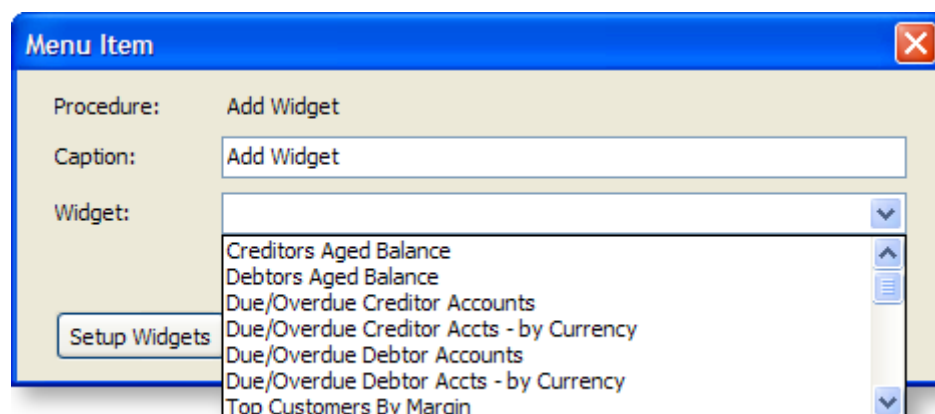 Menu Item
Procedure: Add Widget
Caption: Add Widget
Widget:
Creditors Aged Balance
Debtors Aged Balance
Due/Overdue Creditor Accounts
Due/Overdue Creditor Accts - by Currency
Due/Overdue Debtor Accounts
Due/Overdue Debtor Accts - by Currency
Top Customers By Margin
Setup Widgets